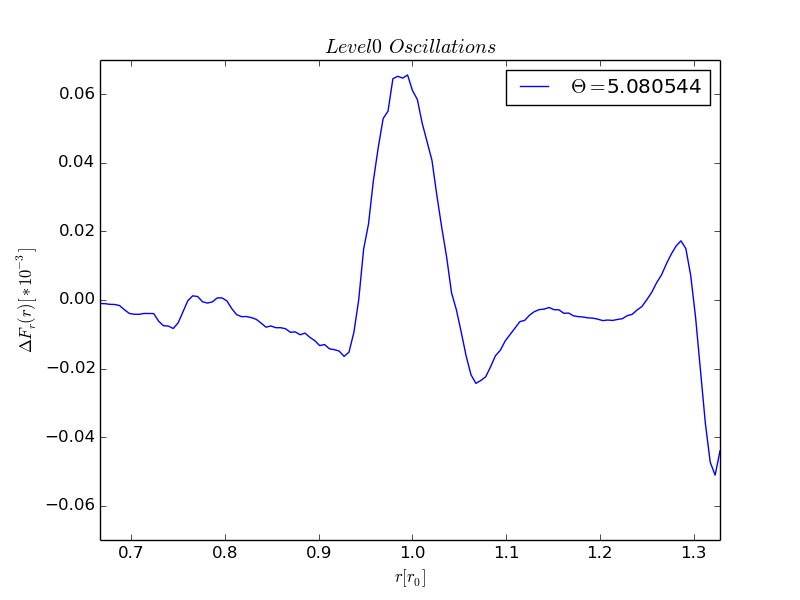 Level0 Oscillations
Θ =5.080544
ΔF_r(r)[*10^{-3}]
0.06
0.04
0.02
0.00
−0.02
−0.04
−0.06
0.7 0.8 0.9 1.0 1.1 1.2 1.3
r[r_0]